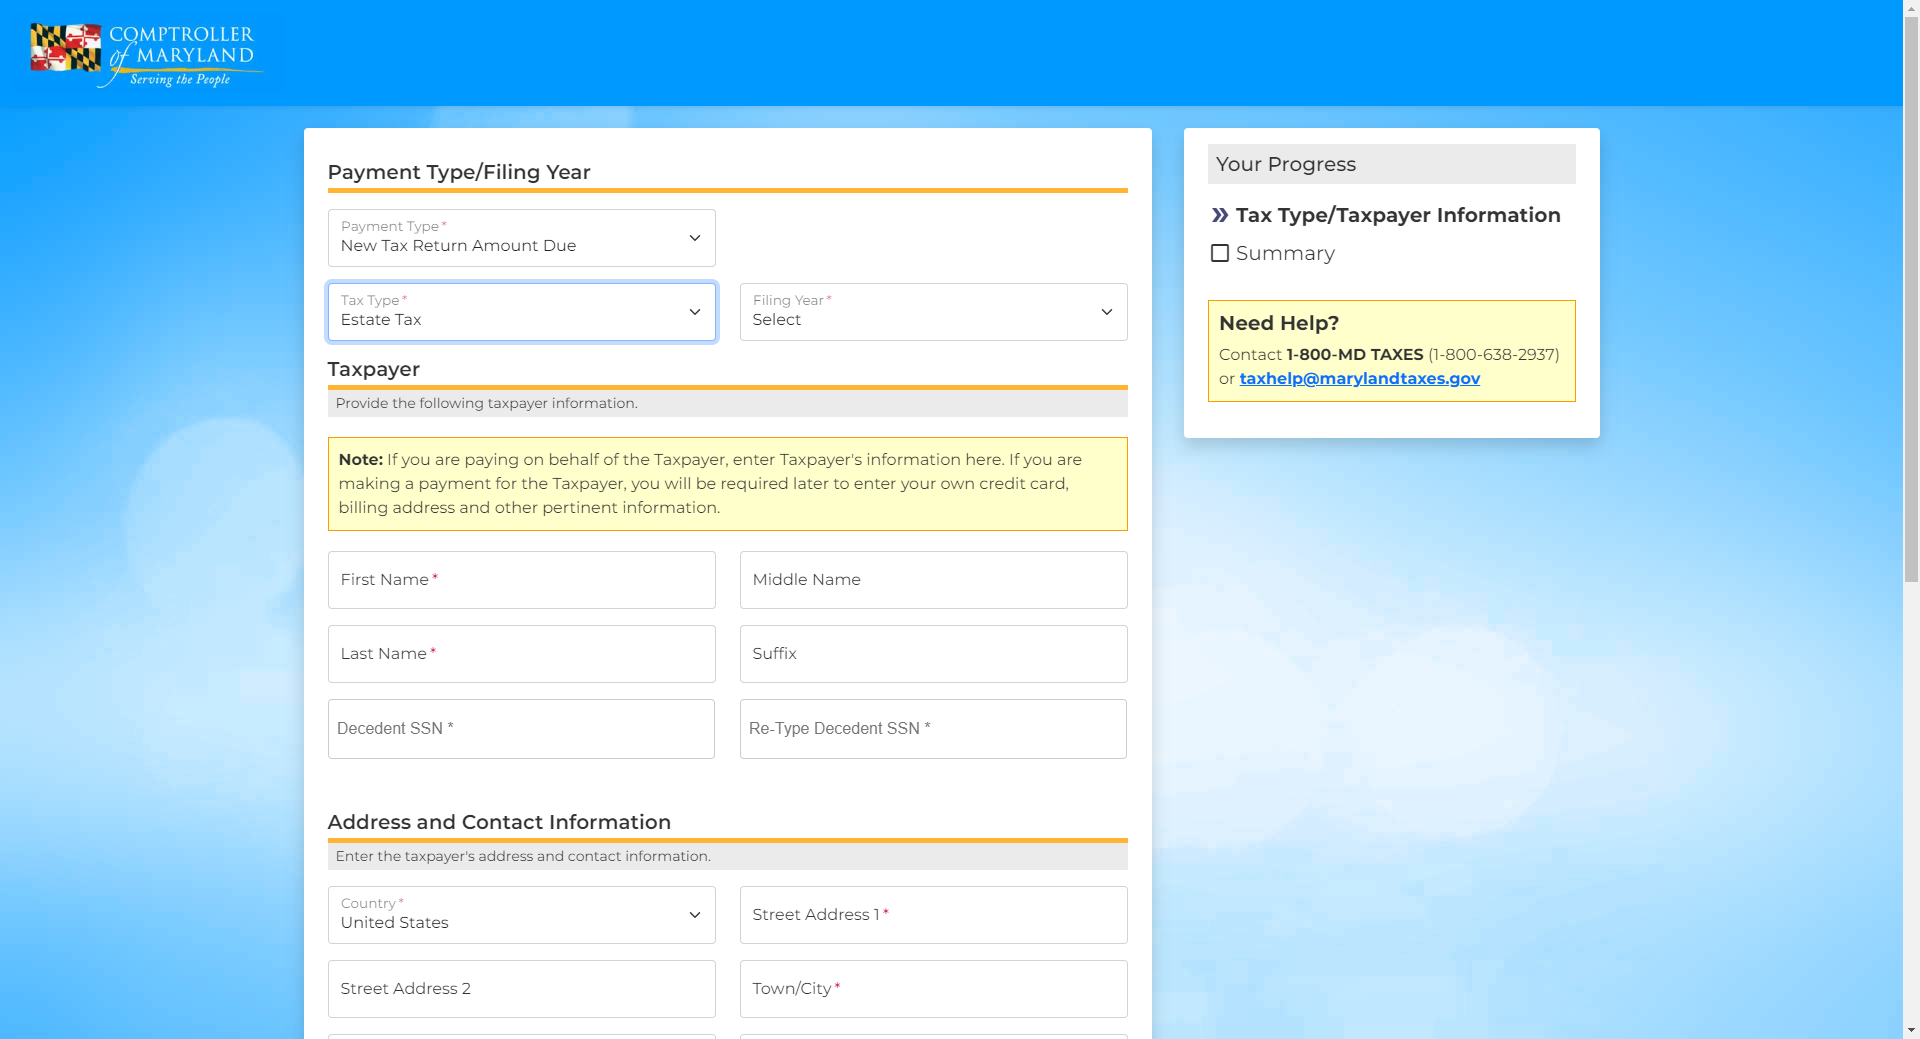 COMPTROLLER
of MARYLAND
Serving the People
Payment Type/Filing Year
Payment Type *
New Tax Return Amount Due
Tax Type *
Estate Tax
Filing Year *
Select
Taxpayer
Provide the following taxpayer information.
Note: If you are paying on behalf of the Taxpayer, enter Taxpayer's information here. If you are
making a payment for the Taxpayer, you will be required later to enter your own credit card,
billing address and other pertinent information.
First Name *
Middle Name
Last Name *
Suffix
Decedent SSN *
Re-Type Decedent SSN *
Address and Contact Information
Enter the taxpayer's address and contact information.
Country *
United States
Street Address 1 *
Street Address 2
Town/City *
Your Progress
Tax Type/Taxpayer Information
Summary
Need Help?
Contact 1-800-MD TAXES (1-800-638-2937)
or taxhelp@marylandtaxes.gov